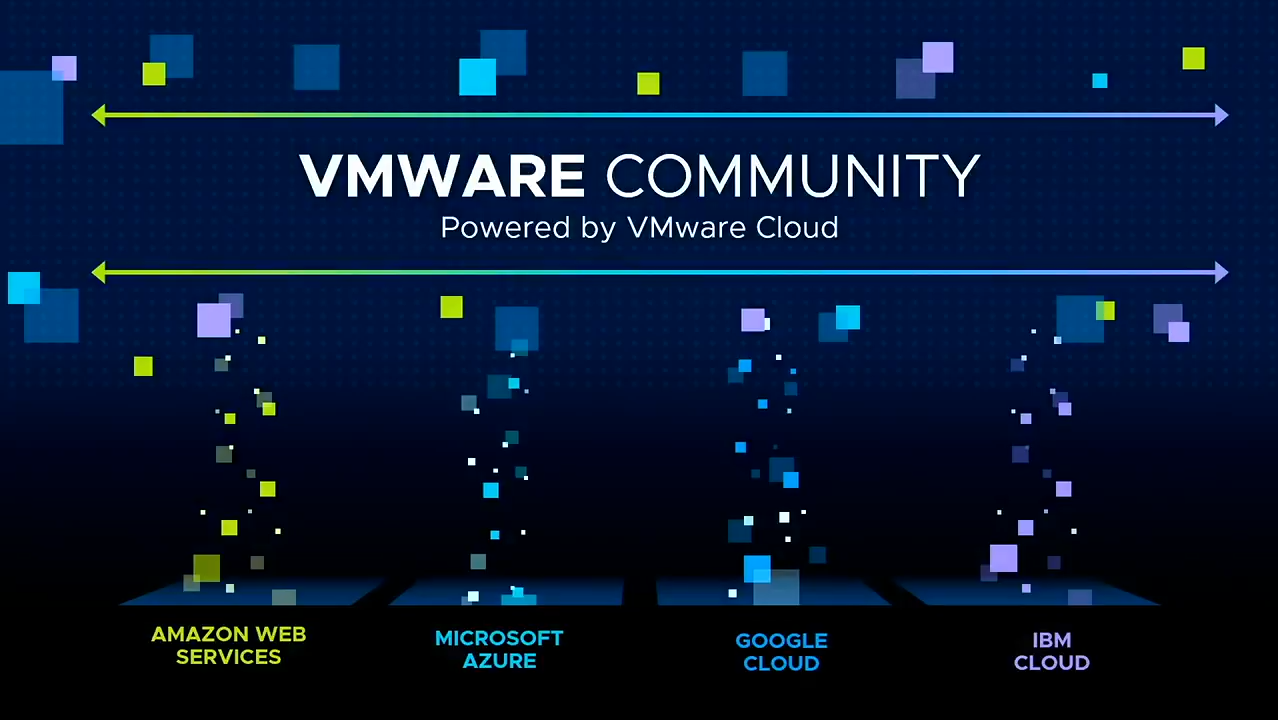 VMWARE COMMUNITY
Powered by VMware Cloud
AMAZON WEB
SERVICES
MICROSOFT
AZURE
GOOGLE
CLOUD
IBM
CLOUD